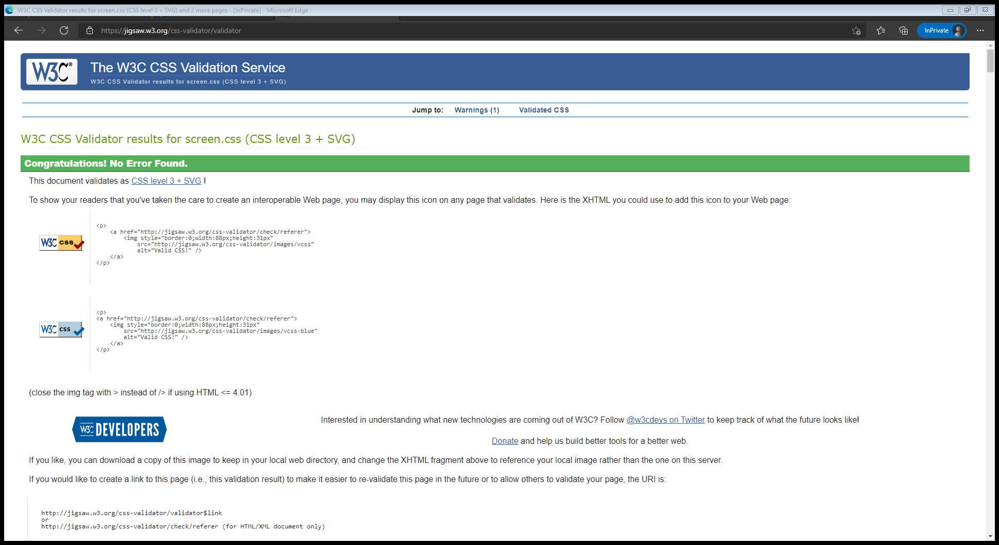 W3C CSS Validator results for screen.css (CSS level 3 + SVG) and 2 more pages - [InPrivate] - Microsoft Edge
https://jigsaw.w3.org/css-validator/validator
InPrivate
W3C®
The W3C CSS Validation Service
W3C CSS Validator results for screen.css (CSS level 3 + SVG)
Jump to: Warnings (1) Validated CSS
W3C CSS Validator results for screen.css (CSS level 3 + SVG)
Congratulations! No Error Found.
This document validates as CSS level 3 + SVG !
To show your readers that you've taken the care to create an interoperable Web page, you may display this icon on any page that validates. Here is the XHTML you could use to add this icon to your Web page:
W3C css
<p>
    <a href="http://jigsaw.w3.org/css-validator/check/referer">
        <img style="border:0;width:88px;height:31px"
            src="http://jigsaw.w3.org/css-validator/images/vcss"
            alt="Valid CSS!" />
    </a>
</p>
W3C css
<p>
<a href="http://jigsaw.w3.org/css-validator/check/referer">
    <img style="border:0;width:88px;height:31px"
        src="http://jigsaw.w3.org/css-validator/images/vcss-blue"
        alt="Valid CSS!" />
    </a>
</p>
(close the img tag with > instead of /> if using HTML <= 4.01)
W3C DEVELOPERS
Interested in understanding what new technologies are coming out of W3C? Follow @w3cdevs on Twitter to keep track of what the future looks like!
Donate and help us build better tools for a better web.
If you like, you can download a copy of this image to keep in your local web directory, and change the XHTML fragment above to reference your local image rather than the one on this server.
If you would like to create a link to this page (i.e., this validation result) to make it easier to re-validate this page in the future or to allow others to validate your page, the URI is:
http://jigsaw.w3.org/css-validator/validator$link
or
http://jigsaw.w3.org/css-validator/check/referer (for HTML/XML document only)